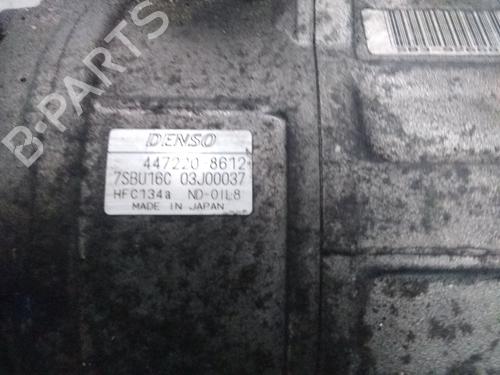 B-PARTS
DENSO
447220-8612
7SBU16C 03J00037
HFC134a ND-OIL8
MADE IN JAPAN